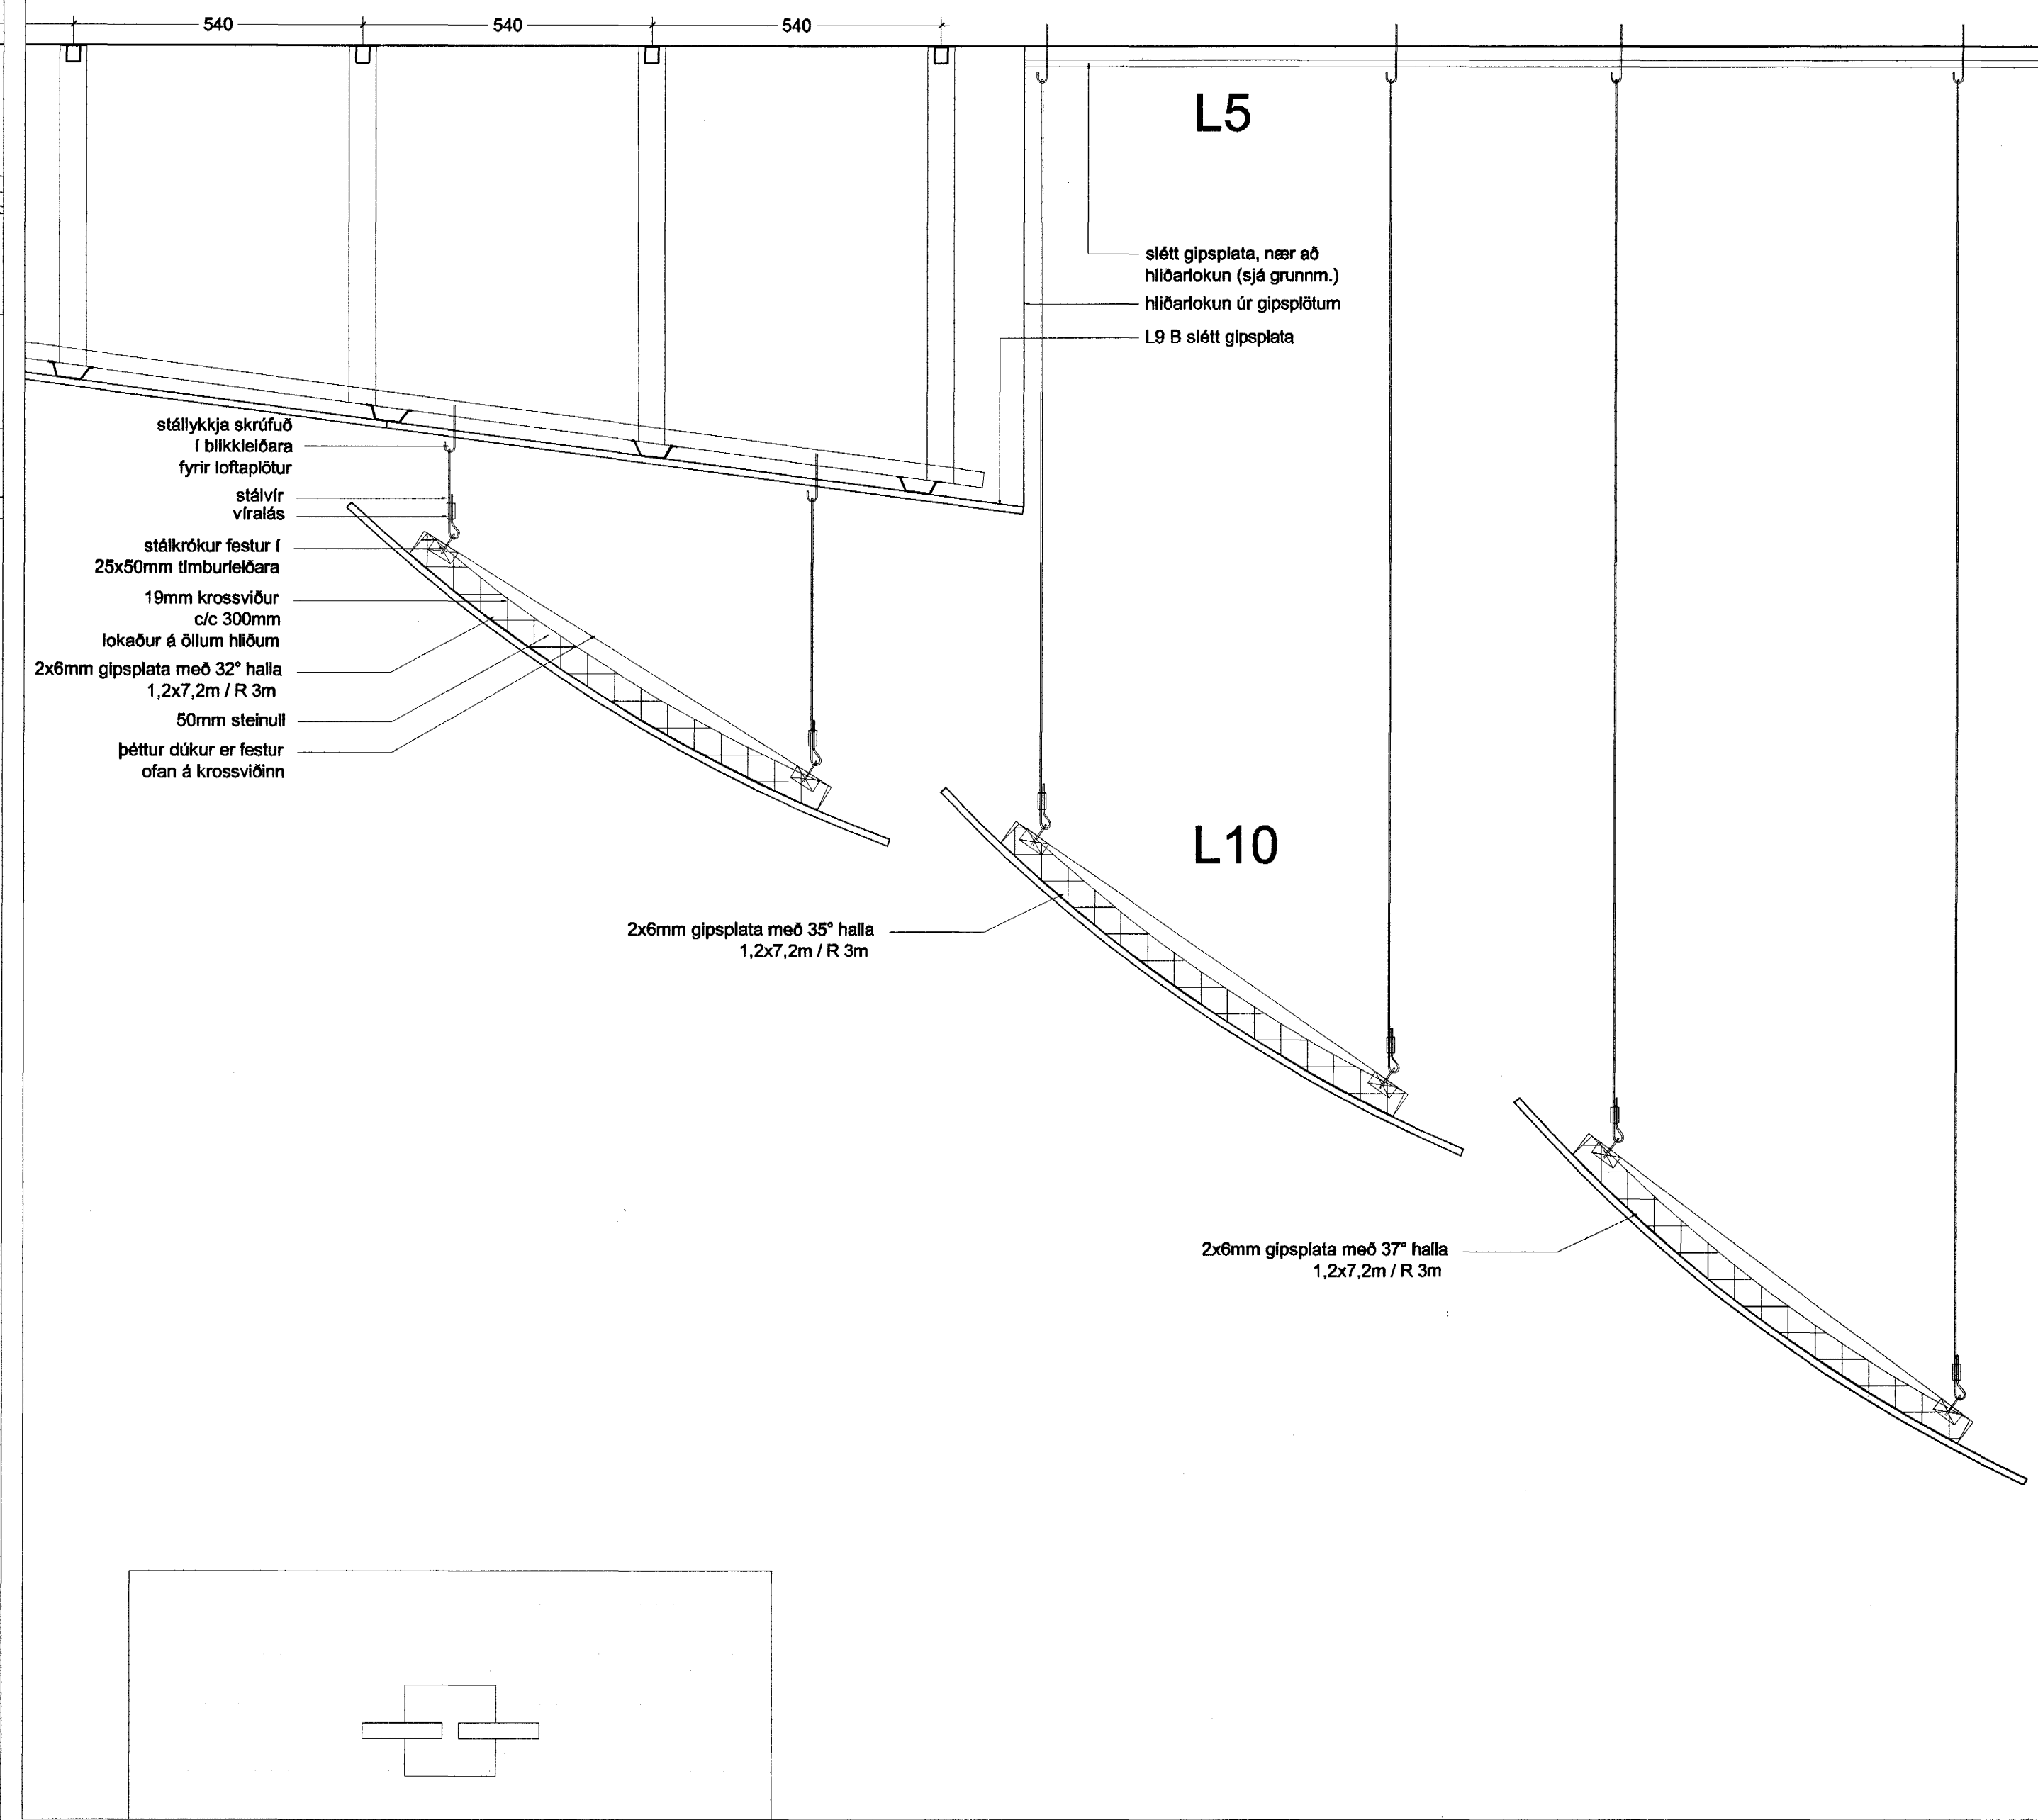 540
540
540
L5
slétt gipsplata, nær að
hliðarlokun (sjá grunnm.)
hliðarlokun úr gipsplötum
L9 B slétt gipsplata
stállykkja skrúfuð
í blikkleiðara
fyrir loftaplötur
stálvír
víralás
stálkrókur festur í
25x50mm timburleiðara
19mm krossviður
c/c 300mm
lokaður á öllum hliðum
2x6mm gipsplata með 32° halla
1,2x7,2m / R 3m
50mm steinull
þéttur dúkur er festur
ofan á krossviðinn
L10
2x6mm gipsplata með 35° halla
1,2x7,2m / R 3m
2x6mm gipsplata með 37° halla
1,2x7,2m / R 3m